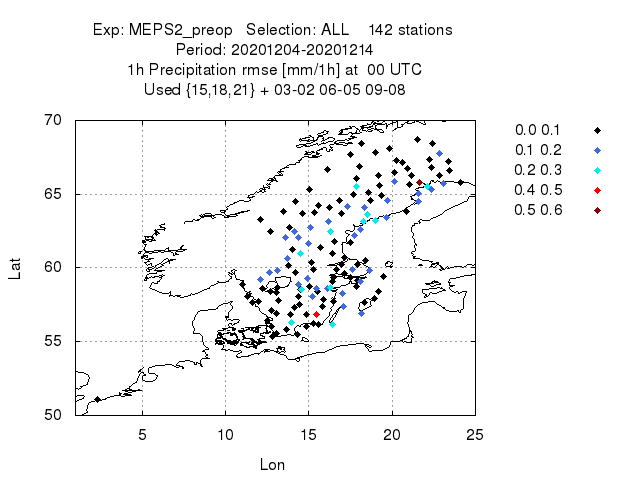 Exp: MEPS2_preop   Selection: ALL    142 stations
Period: 20201204-20201214
1h Precipitation rmse [mm/1h] at  00 UTC
Used {15,18,21} + 03-02 06-05 09-08
0.0 0.1
0.1 0.2
0.2 0.3
0.4 0.5
0.5 0.6
70
65
60
55
50
Lat
5 10 15 20 25
Lon